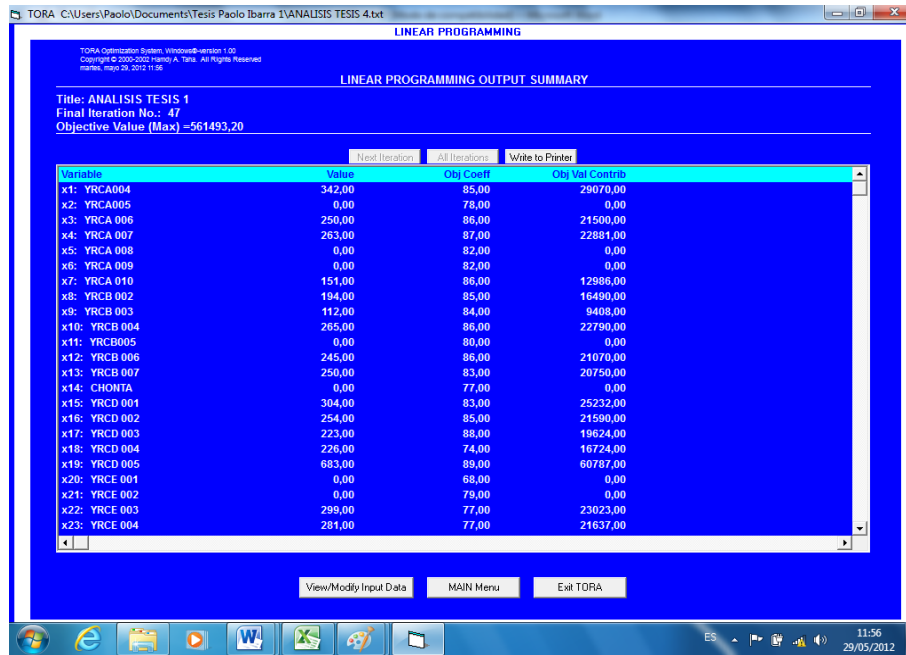 TORA C:\Users\Paolo\Documents\Tesis Paolo Ibarra 1\ANALISIS TESIS 4.txt
LINEAR PROGRAMMING
TORA Optimization System, Windows®-version 1.00
Copyright © 2000-2002 Hamdy A. Taha. All Rights Reserved
martes, mayo 29, 2012 11:56
LINEAR PROGRAMMING OUTPUT SUMMARY
Title: ANALISIS TESIS 1
Final Iteration No.: 47
Objective Value (Max) =561493,20
Next Iteration All Iterations Write to Printer
Variable Value Obj Coeff Obj Val Contrib
x1: YRCA004 342,00 85,00 29070,00
x2: YRCA005 0,00 78,00 0,00
x3: YRCA 006 250,00 86,00 21500,00
x4: YRCA 007 263,00 87,00 22881,00
x5: YRCA 008 0,00 82,00 0,00
x6: YRCA 009 0,00 82,00 0,00
x7: YRCA 010 151,00 86,00 12986,00
x8: YRCB 002 194,00 85,00 16490,00
x9: YRCB 003 112,00 84,00 9408,00
x10: YRCB 004 265,00 86,00 22790,00
x11: YRCB005 0,00 80,00 0,00
x12: YRCB 006 245,00 86,00 21070,00
x13: YRCB 007 250,00 83,00 20750,00
x14: CHONTA 0,00 77,00 0,00
x15: YRCD 001 304,00 83,00 25232,00
x16: YRCD 002 254,00 85,00 21590,00
x17: YRCD 003 223,00 88,00 19624,00
x18: YRCD 004 226,00 74,00 16724,00
x19: YRCD 005 683,00 89,00 60787,00
x20: YRCE 001 0,00 68,00 0,00
x21: YRCE 002 0,00 79,00 0,00
x22: YRCE 003 299,00 77,00 23023,00
x23: YRCE 004 281,00 77,00 21637,00
View/Modify Input Data MAIN Menu Exit TORA
ES 11:56
29/05/2012